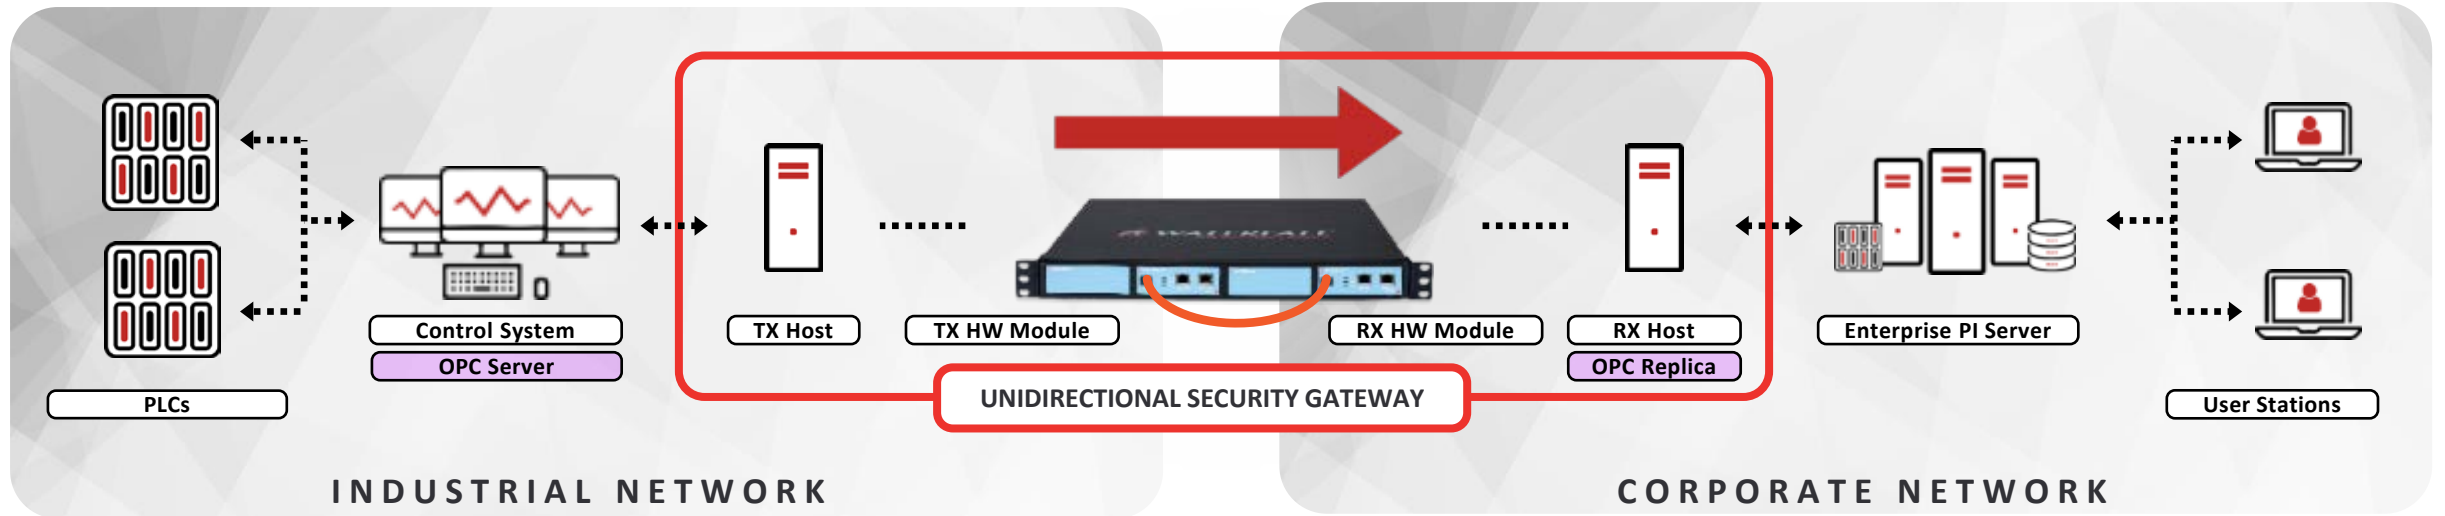 WATERFALL
Control System
OPC Server
PLCs
TX Host
TX HW Module
RX HW Module
RX Host
OPC Replica
UNIDIRECTIONAL SECURITY GATEWAY
Enterprise PI Server
User Stations
INDUSTRIAL NETWORK
CORPORATE NETWORK